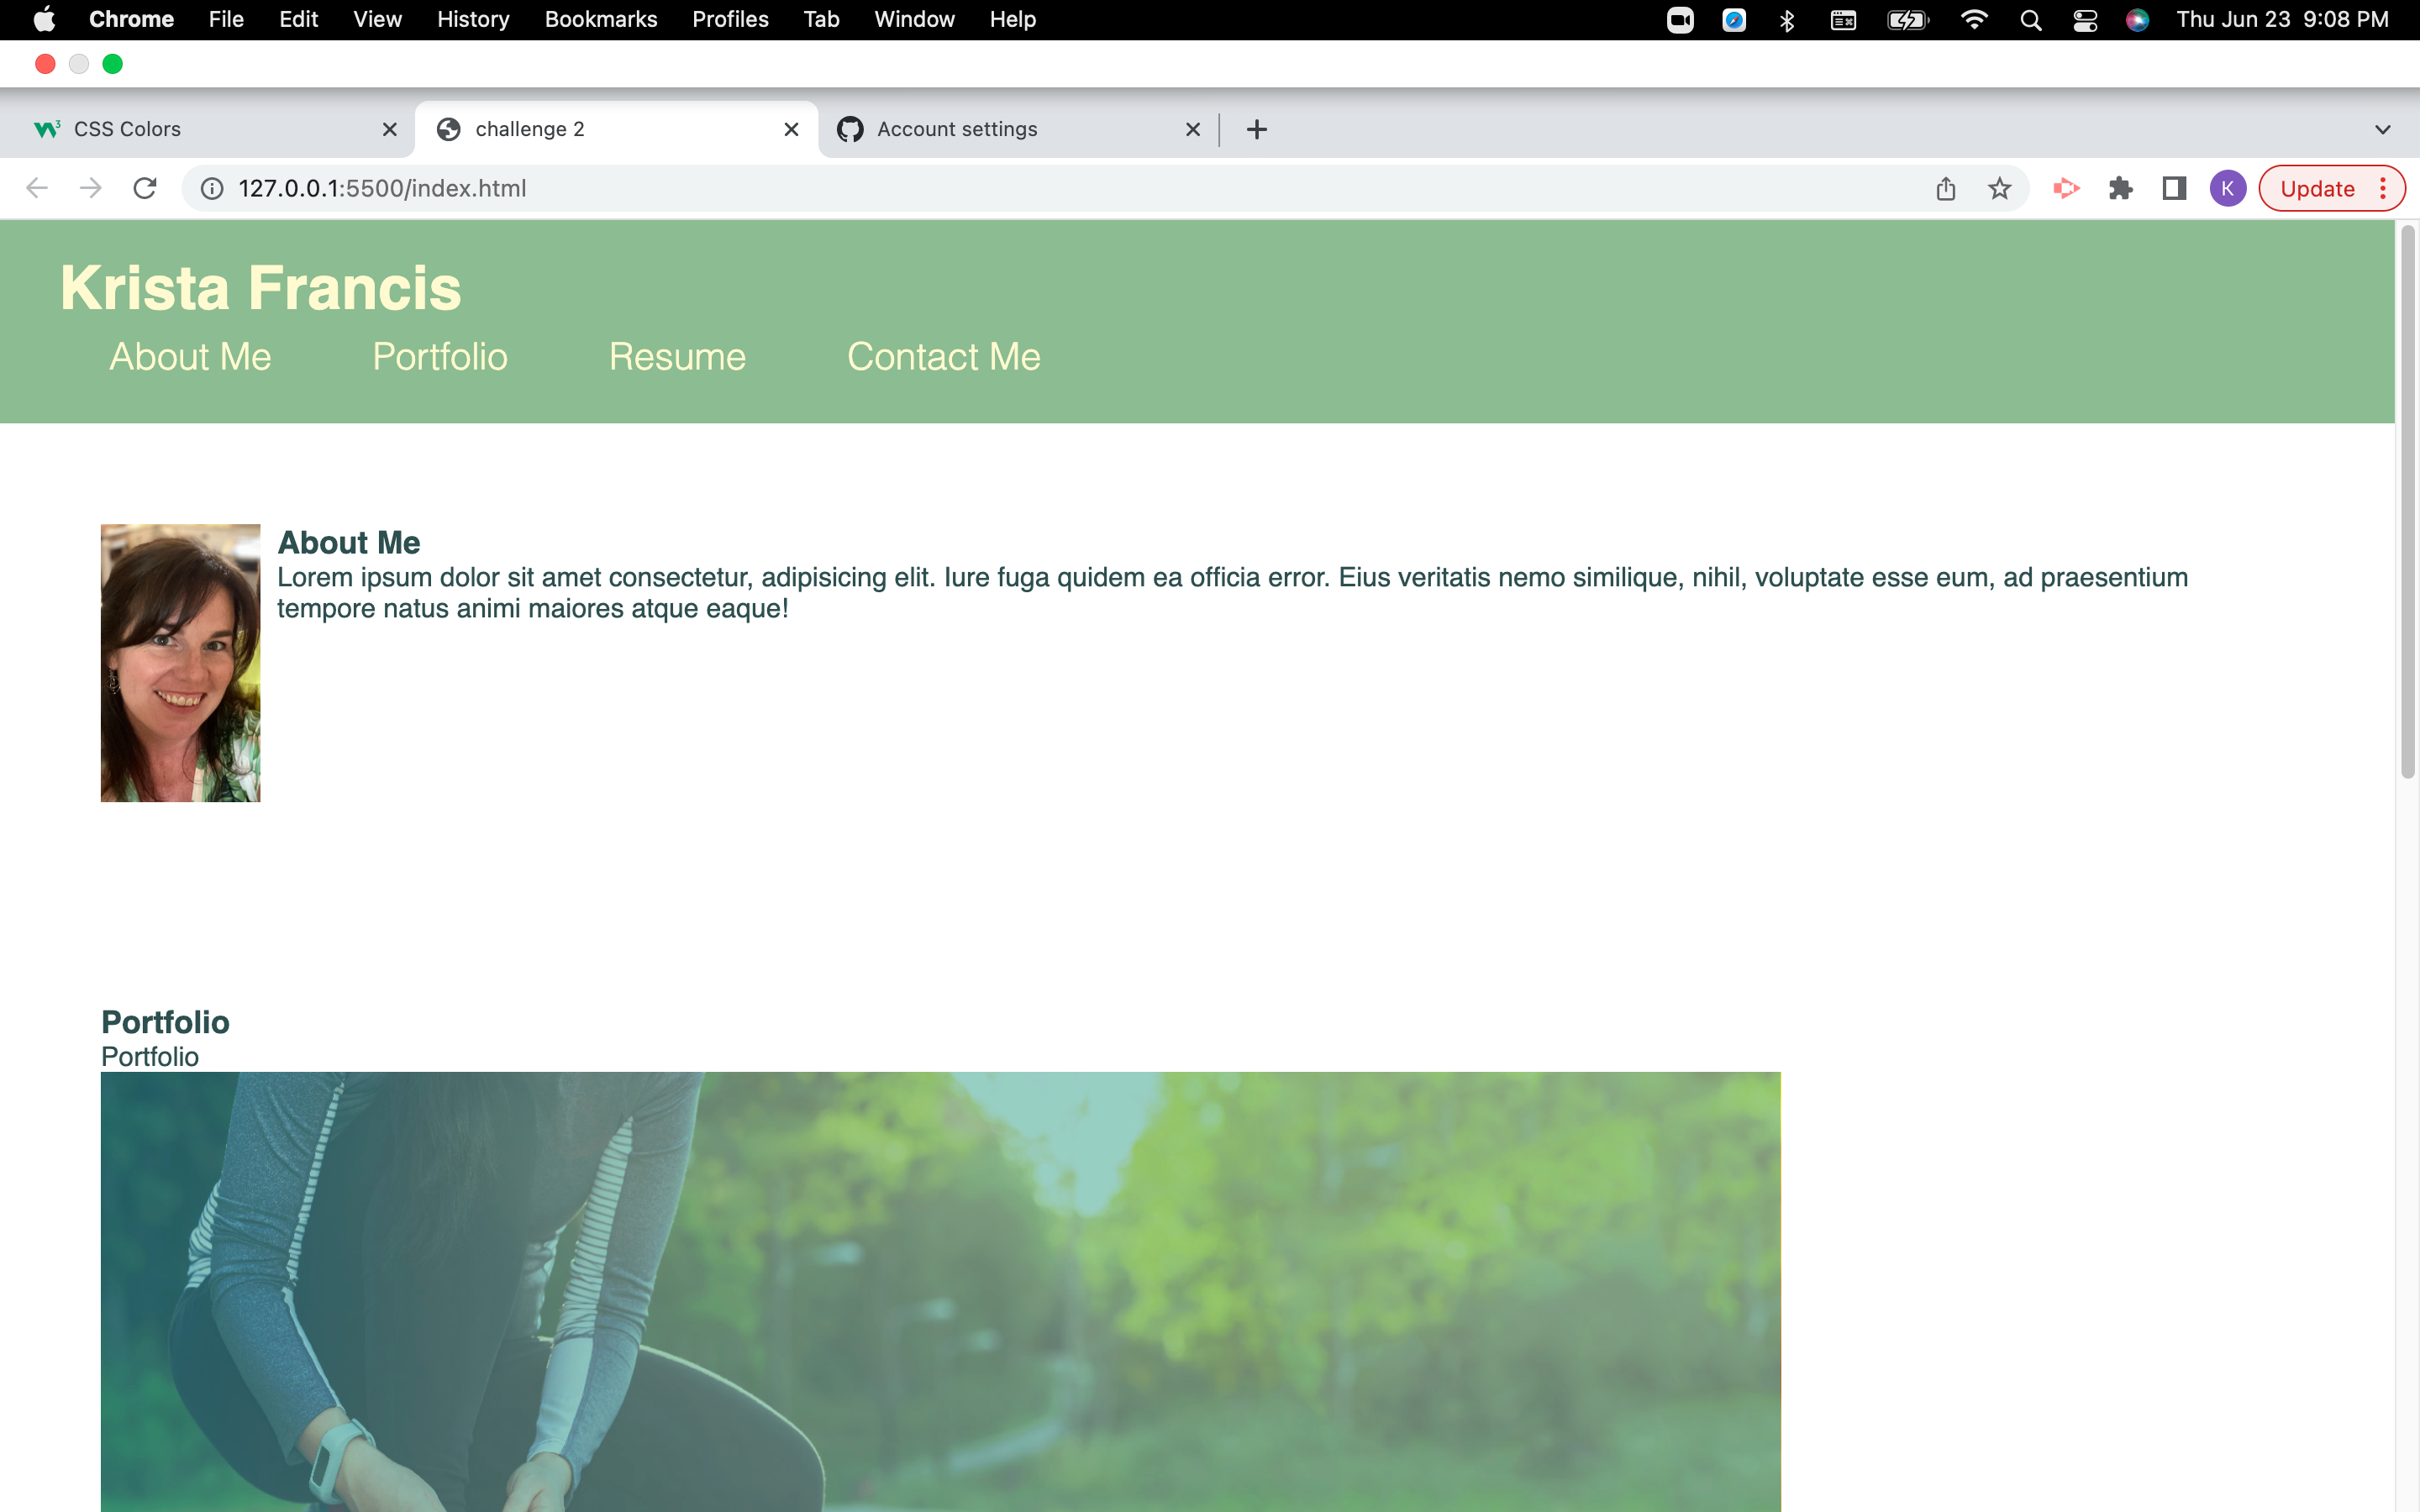 Chrome File Edit View History Bookmarks Profiles Tab Window Help Thu Jun 23 9:08 PM
W3 CSS Colors challenge 2 Account settings
127.0.0.1:5500/index.html K Update
Krista Francis
About Me Portfolio Resume Contact Me
About Me
Lorem ipsum dolor sit amet consectetur, adipisicing elit. Iure fuga quidem ea officia error. Eius veritatis nemo similique, nihil, voluptate esse eum, ad praesentium
tempore natus animi maiores atque eaque!
Portfolio
Portfolio